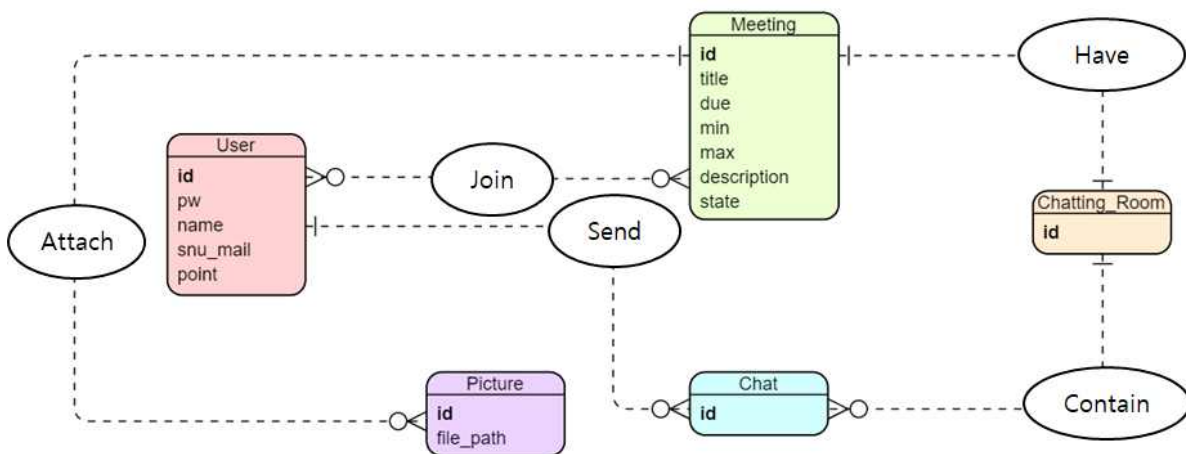 Meeting
id
title
due
min
max
description
state
Have
User
id
pw
name
snu_mail
point
Join
Send
Attach
Chatting_Room
id
Picture
id
file_path
Chat
id
Contain